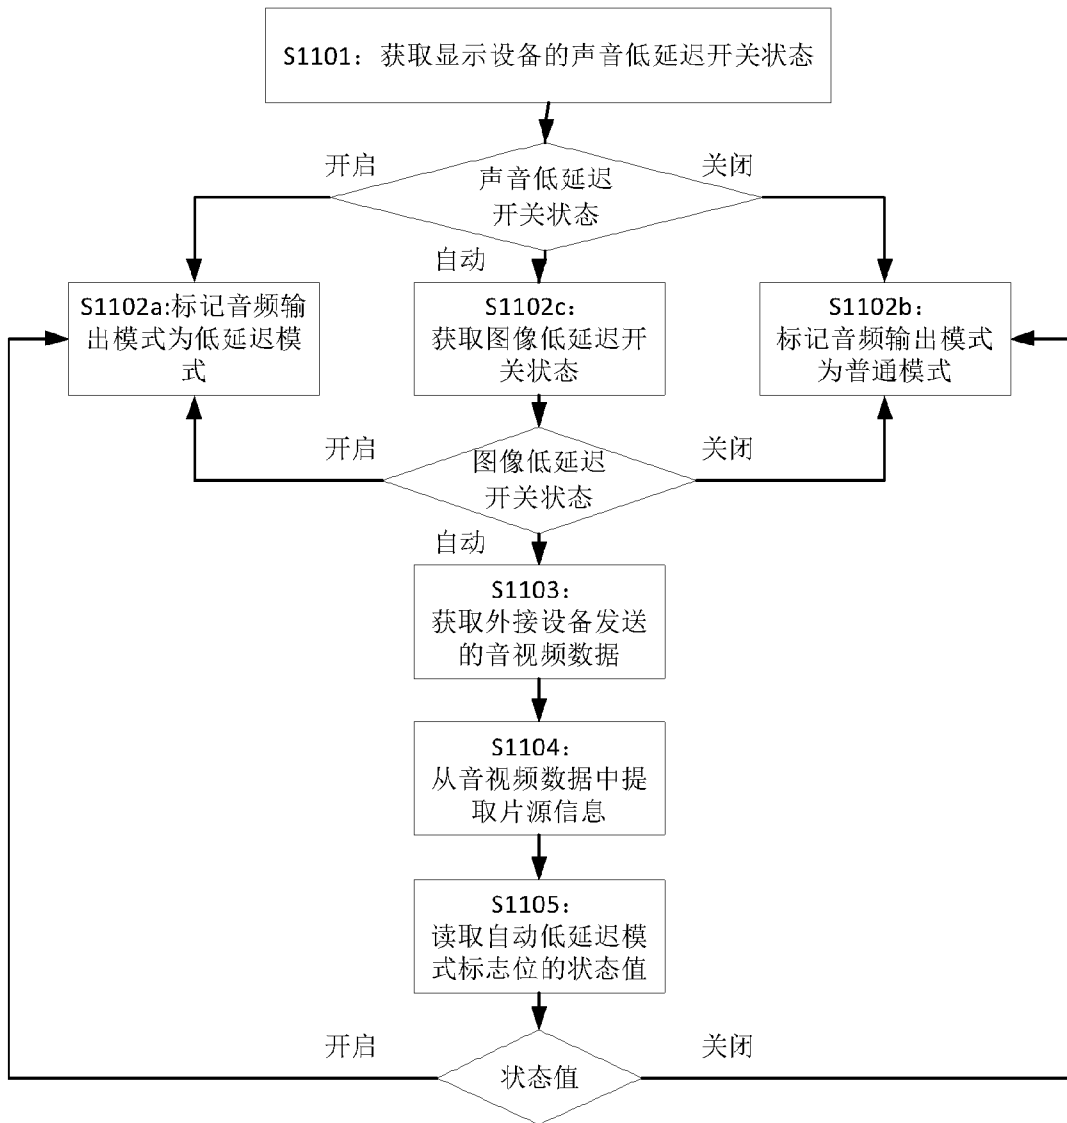 S1101：获取显示设备的声音低延迟开关状态
开启
关闭
声音低延迟
开关状态
自动
S1102a:标记音频输
出模式为低延迟模
式
S1102c：
获取图像低延迟开
关状态
S1102b：
标记音频输出模式
为普通模式
开启
关闭
图像低延迟
开关状态
自动
S1103：
获取外接设备发送
的音视频数据
S1104：
从音视频数据中提
取片源信息
S1105：
读取自动低延迟模
式标志位的状态值
开启
关闭
状态值